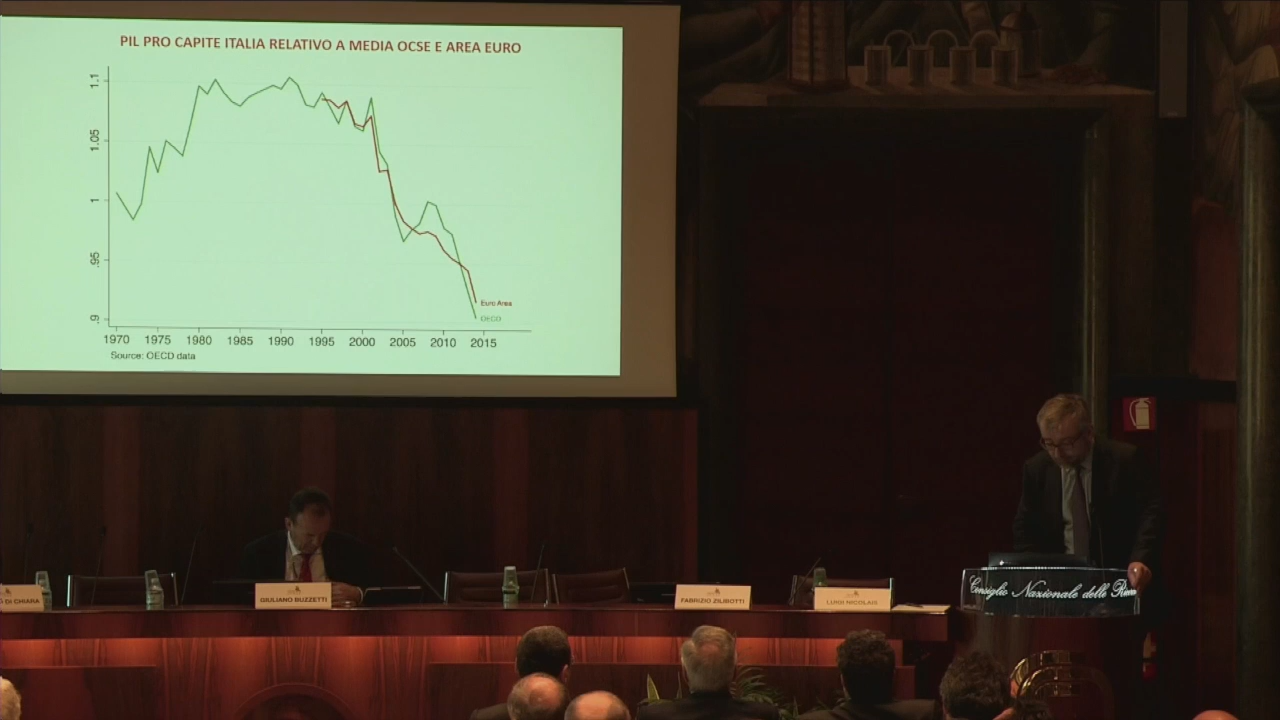 PIL PRO CAPITE ITALIA RELATIVO A MEDIA OCSE E AREA EURO
1.1
1.05
1
.95
.9
Euro Area
OECD
1970 1975 1980 1985 1990 1995 2000 2005 2010 2015
Source: OECD data
DI CHIARA
GIULIANO BUZZETTI
FABRIZIO ZILIBOTTI
LUIGI NICOLAIS
Consiglio Nazionale delle